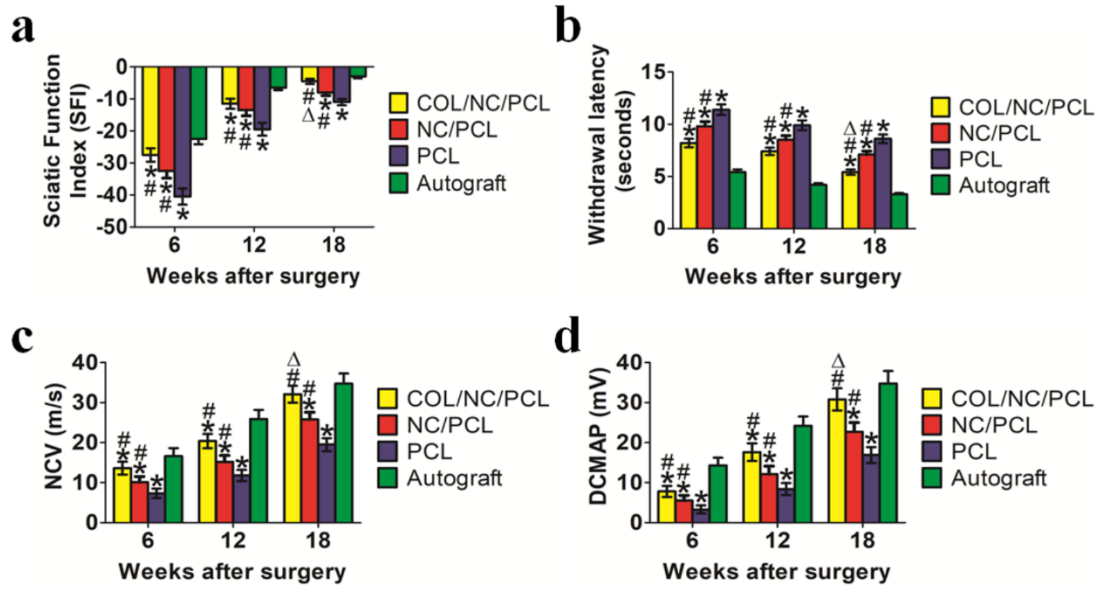 a
Sciatic Function
Index (SFI)
0
-10
-20
-30
-40
-50
*
#
*
#
*
*
#
*
#
*
#
Δ
*
#
*
6
12
18
Weeks after surgery
COL/NC/PCL
NC/PCL
PCL
Autograft
b
Withdrawal latency
(seconds)
15
10
5
0
#
*
#
*
*
#
*
#
*
*
Δ
#
*
#
*
*
6
12
18
Weeks after surgery
COL/NC/PCL
NC/PCL
PCL
Autograft
c
NCV (m/s)
40
30
20
10
0
#
*
#
*
*
#
*
#
*
*
Δ
#
#
*
*
6
12
18
Weeks after surgery
COL/NC/PCL
NC/PCL
PCL
Autograft
d
DCMAP (mV)
40
30
20
10
0
#
*
#
*
*
#
*
#
*
*
Δ
#
#
*
*
6
12
18
Weeks after surgery
COL/NC/PCL
NC/PCL
PCL
Autograft